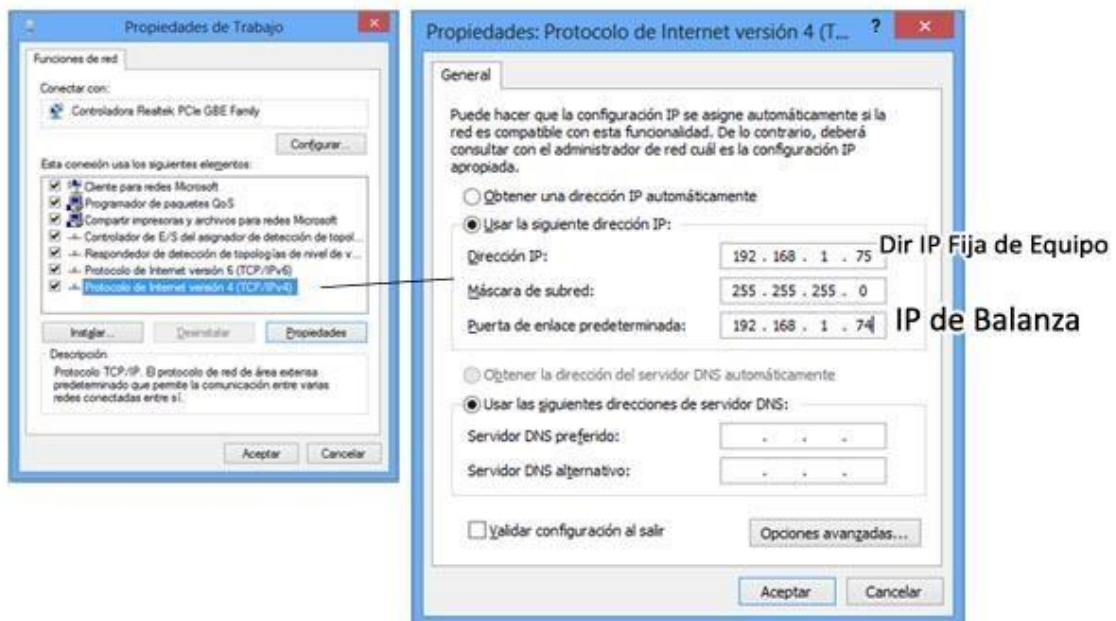 Propiedades de Trabajo
Funciones de red
Conectar con:
Controladora Realtek PCIe GBE Family
Configurar...
Esta conexión usa los siguientes elementos:
Cliente para redes Microsoft
Programador de paquetes QoS
Compartir impresoras y archivos para redes Microsoft
Controlador de E/S del asignador de detección de topol...
Respondedor de detección de topologías de nivel de v...
Protocolo de Internet versión 6 (TCP/IPv6)
Protocolo de Internet versión 4 (TCP/IPv4)
Instalar... Desinstalar Propiedades
Descripción
Protocolo TCP/IP. El protocolo de red de área extensa
predeterminado que permite la comunicación entre varias
redes conectadas entre sí.
Aceptar Cancelar
Propiedades: Protocolo de Internet versión 4 (T... ?
General
Puede hacer que la configuración IP se asigne automáticamente si la
red es compatible con esta funcionalidad. De lo contrario, deberá
consultar con el administrador de red cuál es la configuración IP
apropiada.
Obtener una dirección IP automáticamente
Usar la siguiente dirección IP:
Dirección IP: 192 . 168 . 1 . 75 Dir IP Fija de Equipo
Máscara de subred: 255 . 255 . 255 . 0
Puerta de enlace predeterminada: 192 . 168 . 1 . 74 IP de Balanza
Obtener la dirección del servidor DNS automáticamente
Usar las siguientes direcciones de servidor DNS:
Servidor DNS preferido: . . .
Servidor DNS alternativo: . . .
Validar configuración al salir Opciones avanzadas...
Aceptar Cancelar